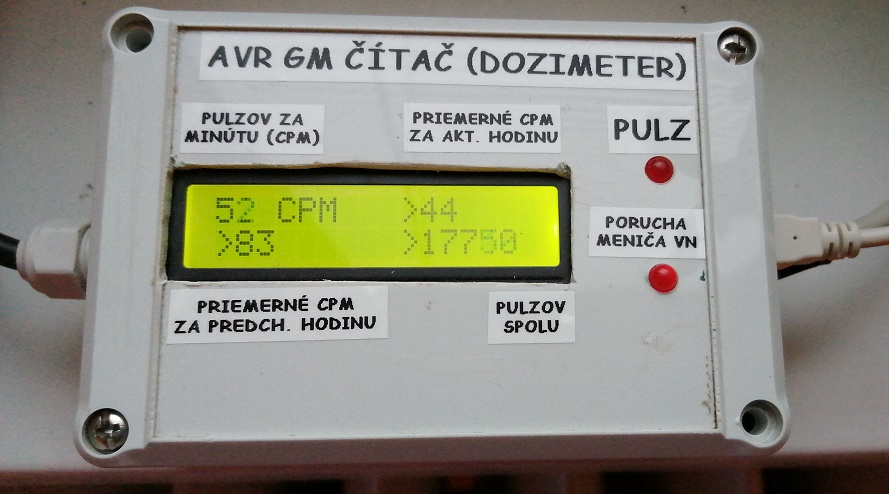 AVR GM ČÍTAČ (DOZIMETER)
PULZOV ZA
MINÚTU (CPM)
PRIEMERNÉ CPM
ZA AKT. HODINU
PULZ
52 CPM >44
>83 >17750
PORUCHA
MENIČA VN
PRIEMERNÉ CPM
ZA PREDCH. HODINU
PULZOV
SPOLU